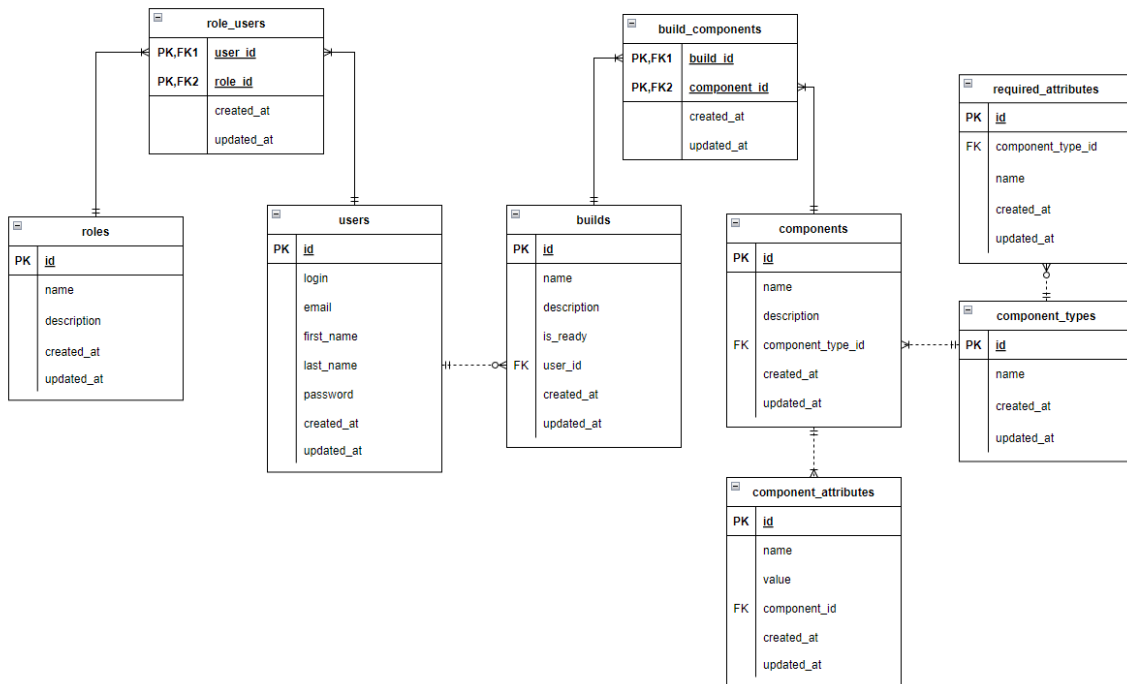 role_users
PK,FK1 user_id
PK,FK2 role_id
created_at
updated_at
build_components
PK,FK1 build_id
PK,FK2 component_id
created_at
updated_at
required_attributes
PK id
FK component_type_id
name
created_at
updated_at
roles
PK id
name
description
created_at
updated_at
users
PK id
login
email
first_name
last_name
password
created_at
updated_at
builds
PK id
name
description
is_ready
FK user_id
created_at
updated_at
components
PK id
name
description
FK component_type_id
created_at
updated_at
component_types
PK id
name
created_at
updated_at
component_attributes
PK id
name
value
FK component_id
created_at
updated_at